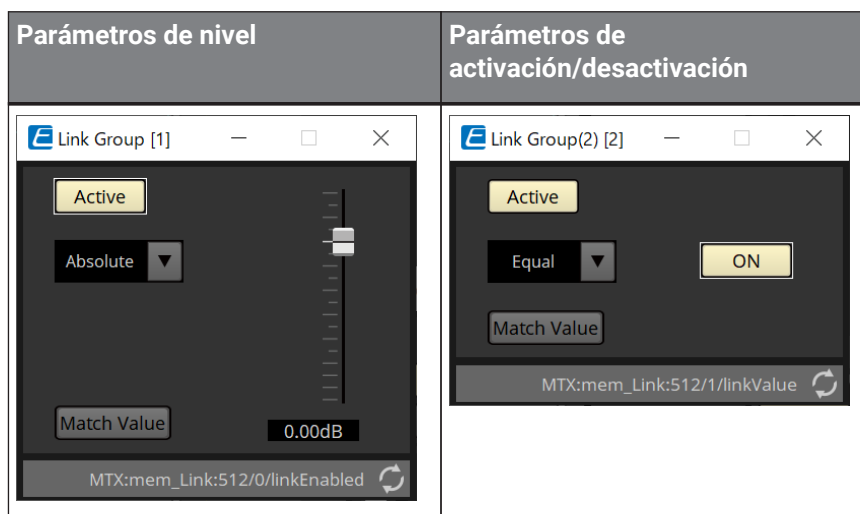 Parámetros de nivel
Parámetros de
activación/desactivación
Link Group [1]
Active
Absolute
Match Value
0.00dB
MTX:mem_Link:512/0/linkEnabled
Link Group(2) [2]
Active
Equal
ON
Match Value
MTX:mem_Link:512/1/linkValue